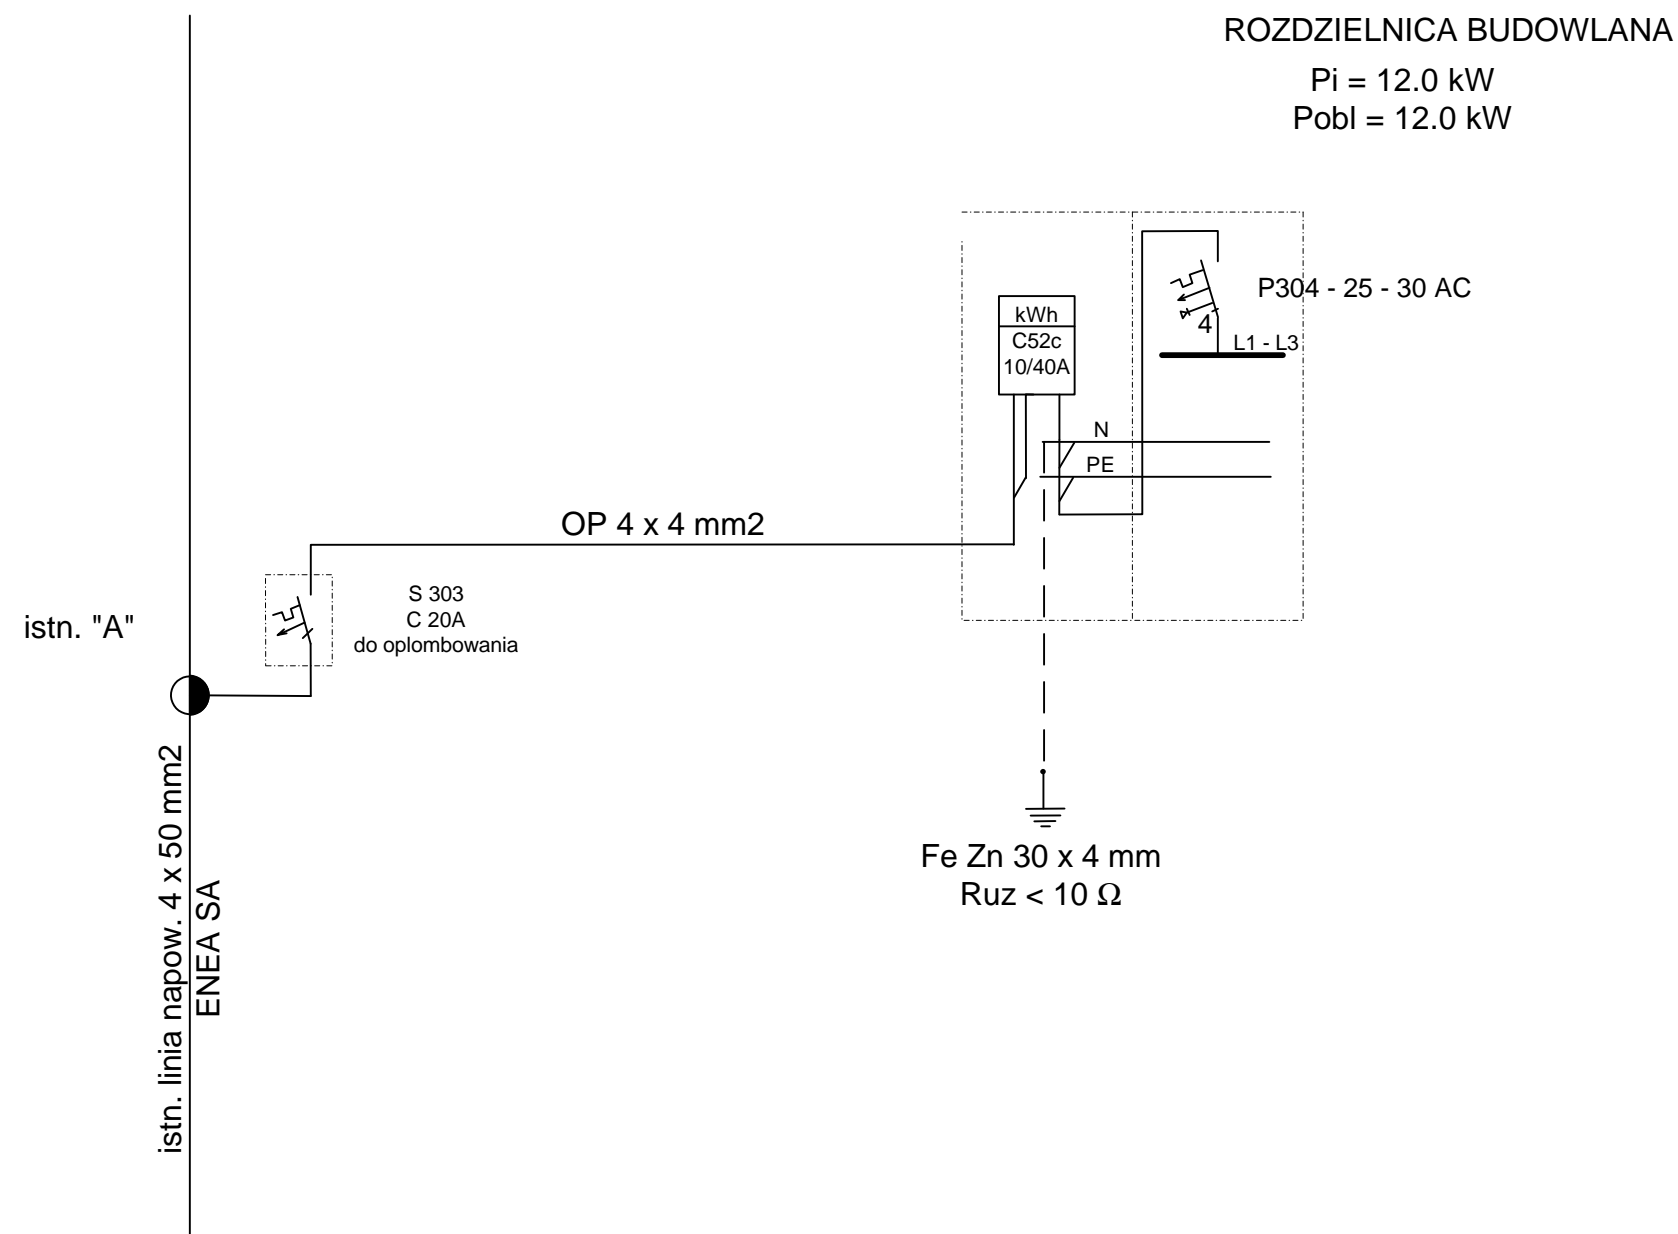 ROZDZIELNICA BUDOWLANA
Pi = 12.0 kW
Pobl = 12.0 kW
P304 - 25 - 30 AC
kWh
C52c
10/40A
4
L1 - L3
N
PE
OP 4 x 4 mm2
S 303
C 20A
do oplombowania
istn. "A"
istn. linia napow. 4 x 50 mm2
ENEA SA
Fe Zn 30 x 4 mm
Ruz < 10 Ω